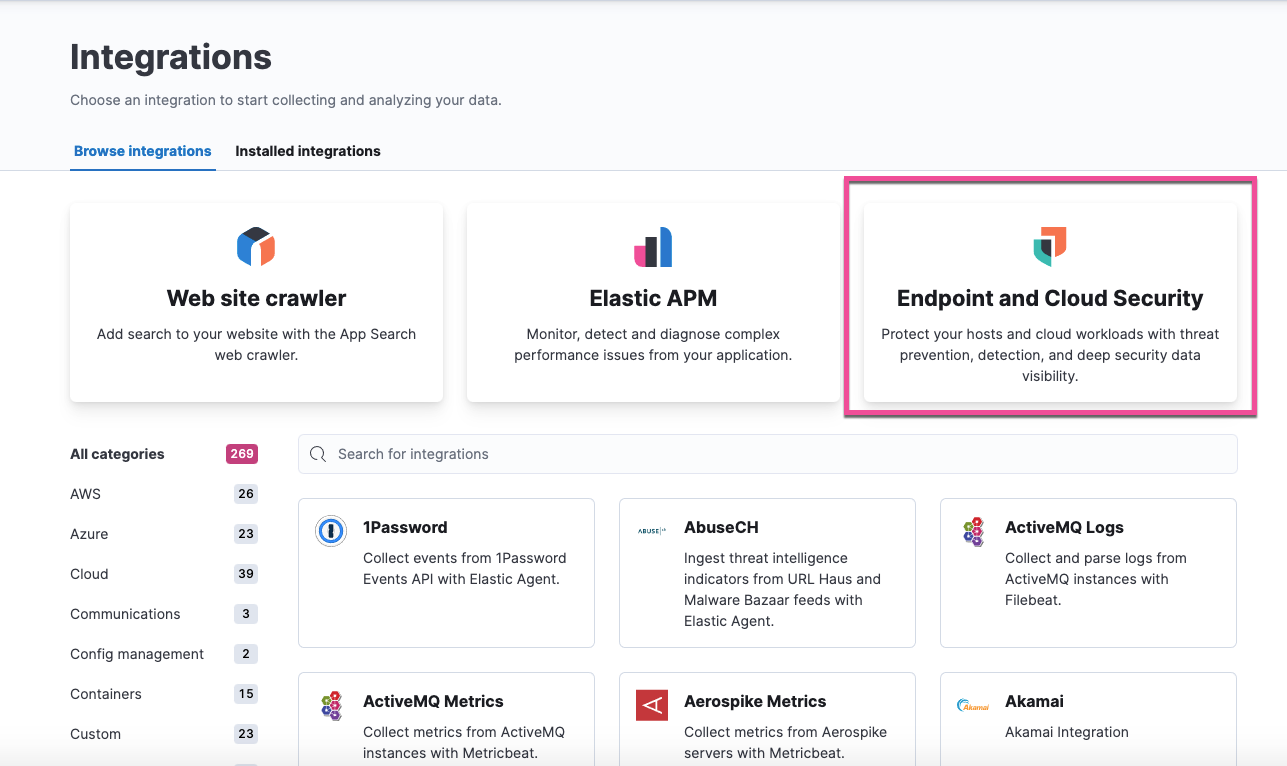 Integrations
Choose an integration to start collecting and analyzing your data.
Browse integrations
Installed integrations
Web site crawler
Add search to your website with the App Search
web crawler.
Elastic APM
Monitor, detect and diagnose complex
performance issues from your application.
Endpoint and Cloud Security
Protect your hosts and cloud workloads with threat
prevention, detection, and deep security data
visibility.
All categories 269
AWS 26
Azure 23
Cloud 39
Communications 3
Config management 2
Containers 15
Custom 23
Search for integrations
1Password
Collect events from 1Password
Events API with Elastic Agent.
ABUSE ch
AbuseCH
Ingest threat intelligence
indicators from URL Haus and
Malware Bazaar feeds with
Elastic Agent.
ActiveMQ Logs
Collect and parse logs from
ActiveMQ instances with
Filebeat.
ActiveMQ Metrics
Collect metrics from ActiveMQ
instances with Metricbeat.
Aerospike Metrics
Collect metrics from Aerospike
servers with Metricbeat.
Akamai
Akamai
Akamai Integration